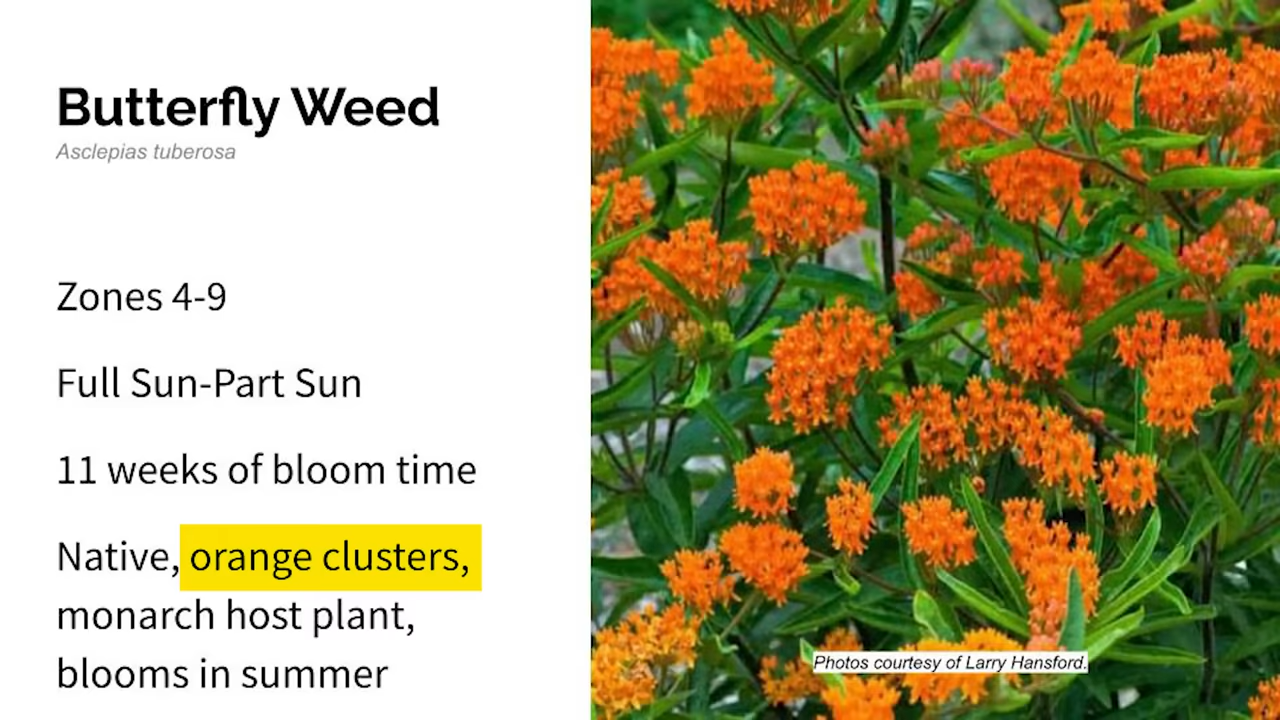 Butterfly Weed
Asclepias tuberosa
Zones 4-9
Full Sun-Part Sun
11 weeks of bloom time
Native, orange clusters,
monarch host plant,
blooms in summer
Photos courtesy of Larry Hansford.